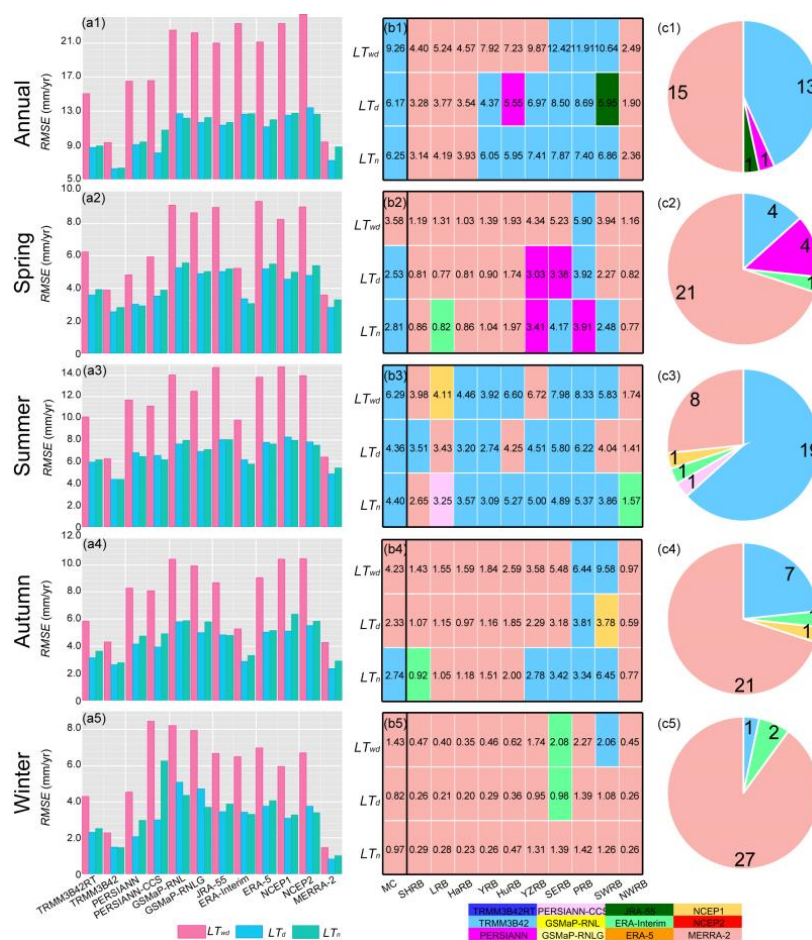 (a1)
Annual
RMSE (mm/yr)
21.0
17.0
13.0
9.0
5.0
(b1)
LTwd 9.26 4.40 5.24 4.57 7.92 7.23 9.87 12.42 11.91 10.64 2.49
LTd 6.17 3.28 3.77 3.54 4.37 5.55 6.97 8.50 8.69 5.95 1.90
LTn 6.25 3.14 4.19 3.93 6.05 5.95 7.41 7.87 7.40 6.86 2.36
(c1)
15 13 1 1
(a2)
Spring
RMSE (mm/yr)
10.0
8.0
6.0
4.0
2.0
0.0
(b2)
LTwd 3.58 1.19 1.31 1.03 1.39 1.93 4.34 5.23 5.90 3.94 1.16
LTd 2.53 0.81 0.77 0.81 0.90 1.74 3.03 3.38 3.92 2.27 0.82
LTn 2.81 0.86 0.82 0.86 1.04 1.97 3.41 4.17 3.91 2.48 0.77
(c2)
4 4 1 21
(a3)
Summer
RMSE (mm/yr)
14.0
12.0
10.0
8.0
6.0
4.0
2.0
0.0
(b3)
LTwd 6.29 3.98 4.11 4.46 3.92 6.60 6.72 7.98 8.33 5.83 1.74
LTd 4.36 3.51 3.43 3.20 2.74 4.25 4.51 5.80 6.22 4.04 1.41
LTn 4.40 2.65 3.25 3.57 3.09 5.27 5.00 4.89 5.37 3.86 1.57
(c3)
8 19 1 1 1
(a4)
Autumn
RMSE (mm/yr)
12.0
10.0
8.0
6.0
4.0
2.0
0.0
(b4)
LTwd 4.23 1.43 1.55 1.59 1.84 2.59 3.58 5.48 6.44 9.58 0.97
LTd 2.33 1.07 1.15 0.97 1.16 1.85 2.29 3.18 3.81 3.78 0.59
LTn 2.74 0.92 1.05 1.18 1.51 2.00 2.78 3.42 3.34 6.45 0.77
(c4)
7 1 21
(a5)
Winter
RMSE (mm/yr)
8.0
6.0
4.0
2.0
0.0
(b5)
LTwd 1.43 0.47 0.40 0.35 0.46 0.62 1.74 2.08 2.27 2.06 0.45
LTd 0.82 0.26 0.21 0.20 0.29 0.36 0.95 0.98 1.39 1.08 0.26
LTn 0.97 0.29 0.28 0.23 0.26 0.47 1.31 1.39 1.42 1.26 0.26
(c5)
1 2 27
TRMM3B42RT TRMM3B42 PERSIANN PERSIANN-CCS GSMaP-RNL GSMaP-RNLG JRA-55 ERA-Interim ERA-5 NCEP1 NCEP2 MERRA-2
MC SHRB LRB HaRB YRB HuRB YZRB SERB PRB SWRB NWRB
LTwd LTd LTn
TRMM3B42RT PERSIANN-CCS JRA-55 NCEP1
TRMM3B42 GSMaP-RNL ERA-Interim NCEP2
PERSIANN GSMaP-RNLG ERA-5 MERRA-2